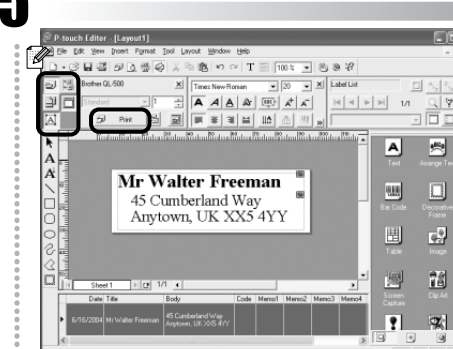 5
P-touch Editor - [Layout1]
File Edit View Insert Format Tool Layout Window Help
100 %
Brother QL-500
Times New Roman
20
Label List
Standard
1
Print
1/1
Mr Walter Freeman
45 Cumberland Way
Anytown, UK XX5 4YY
Text
Arrange Text
Bar Code
Decorative Frame
Table
Image
Screen Capture
Clip Art
Sheet 1
1/1
Date Title Body Code Memo1 Memo2 Memo3 Memo4
6/16/2004 Mr Walter Freeman 45 Cumberland Way
Anytown, UK XX5 4YY